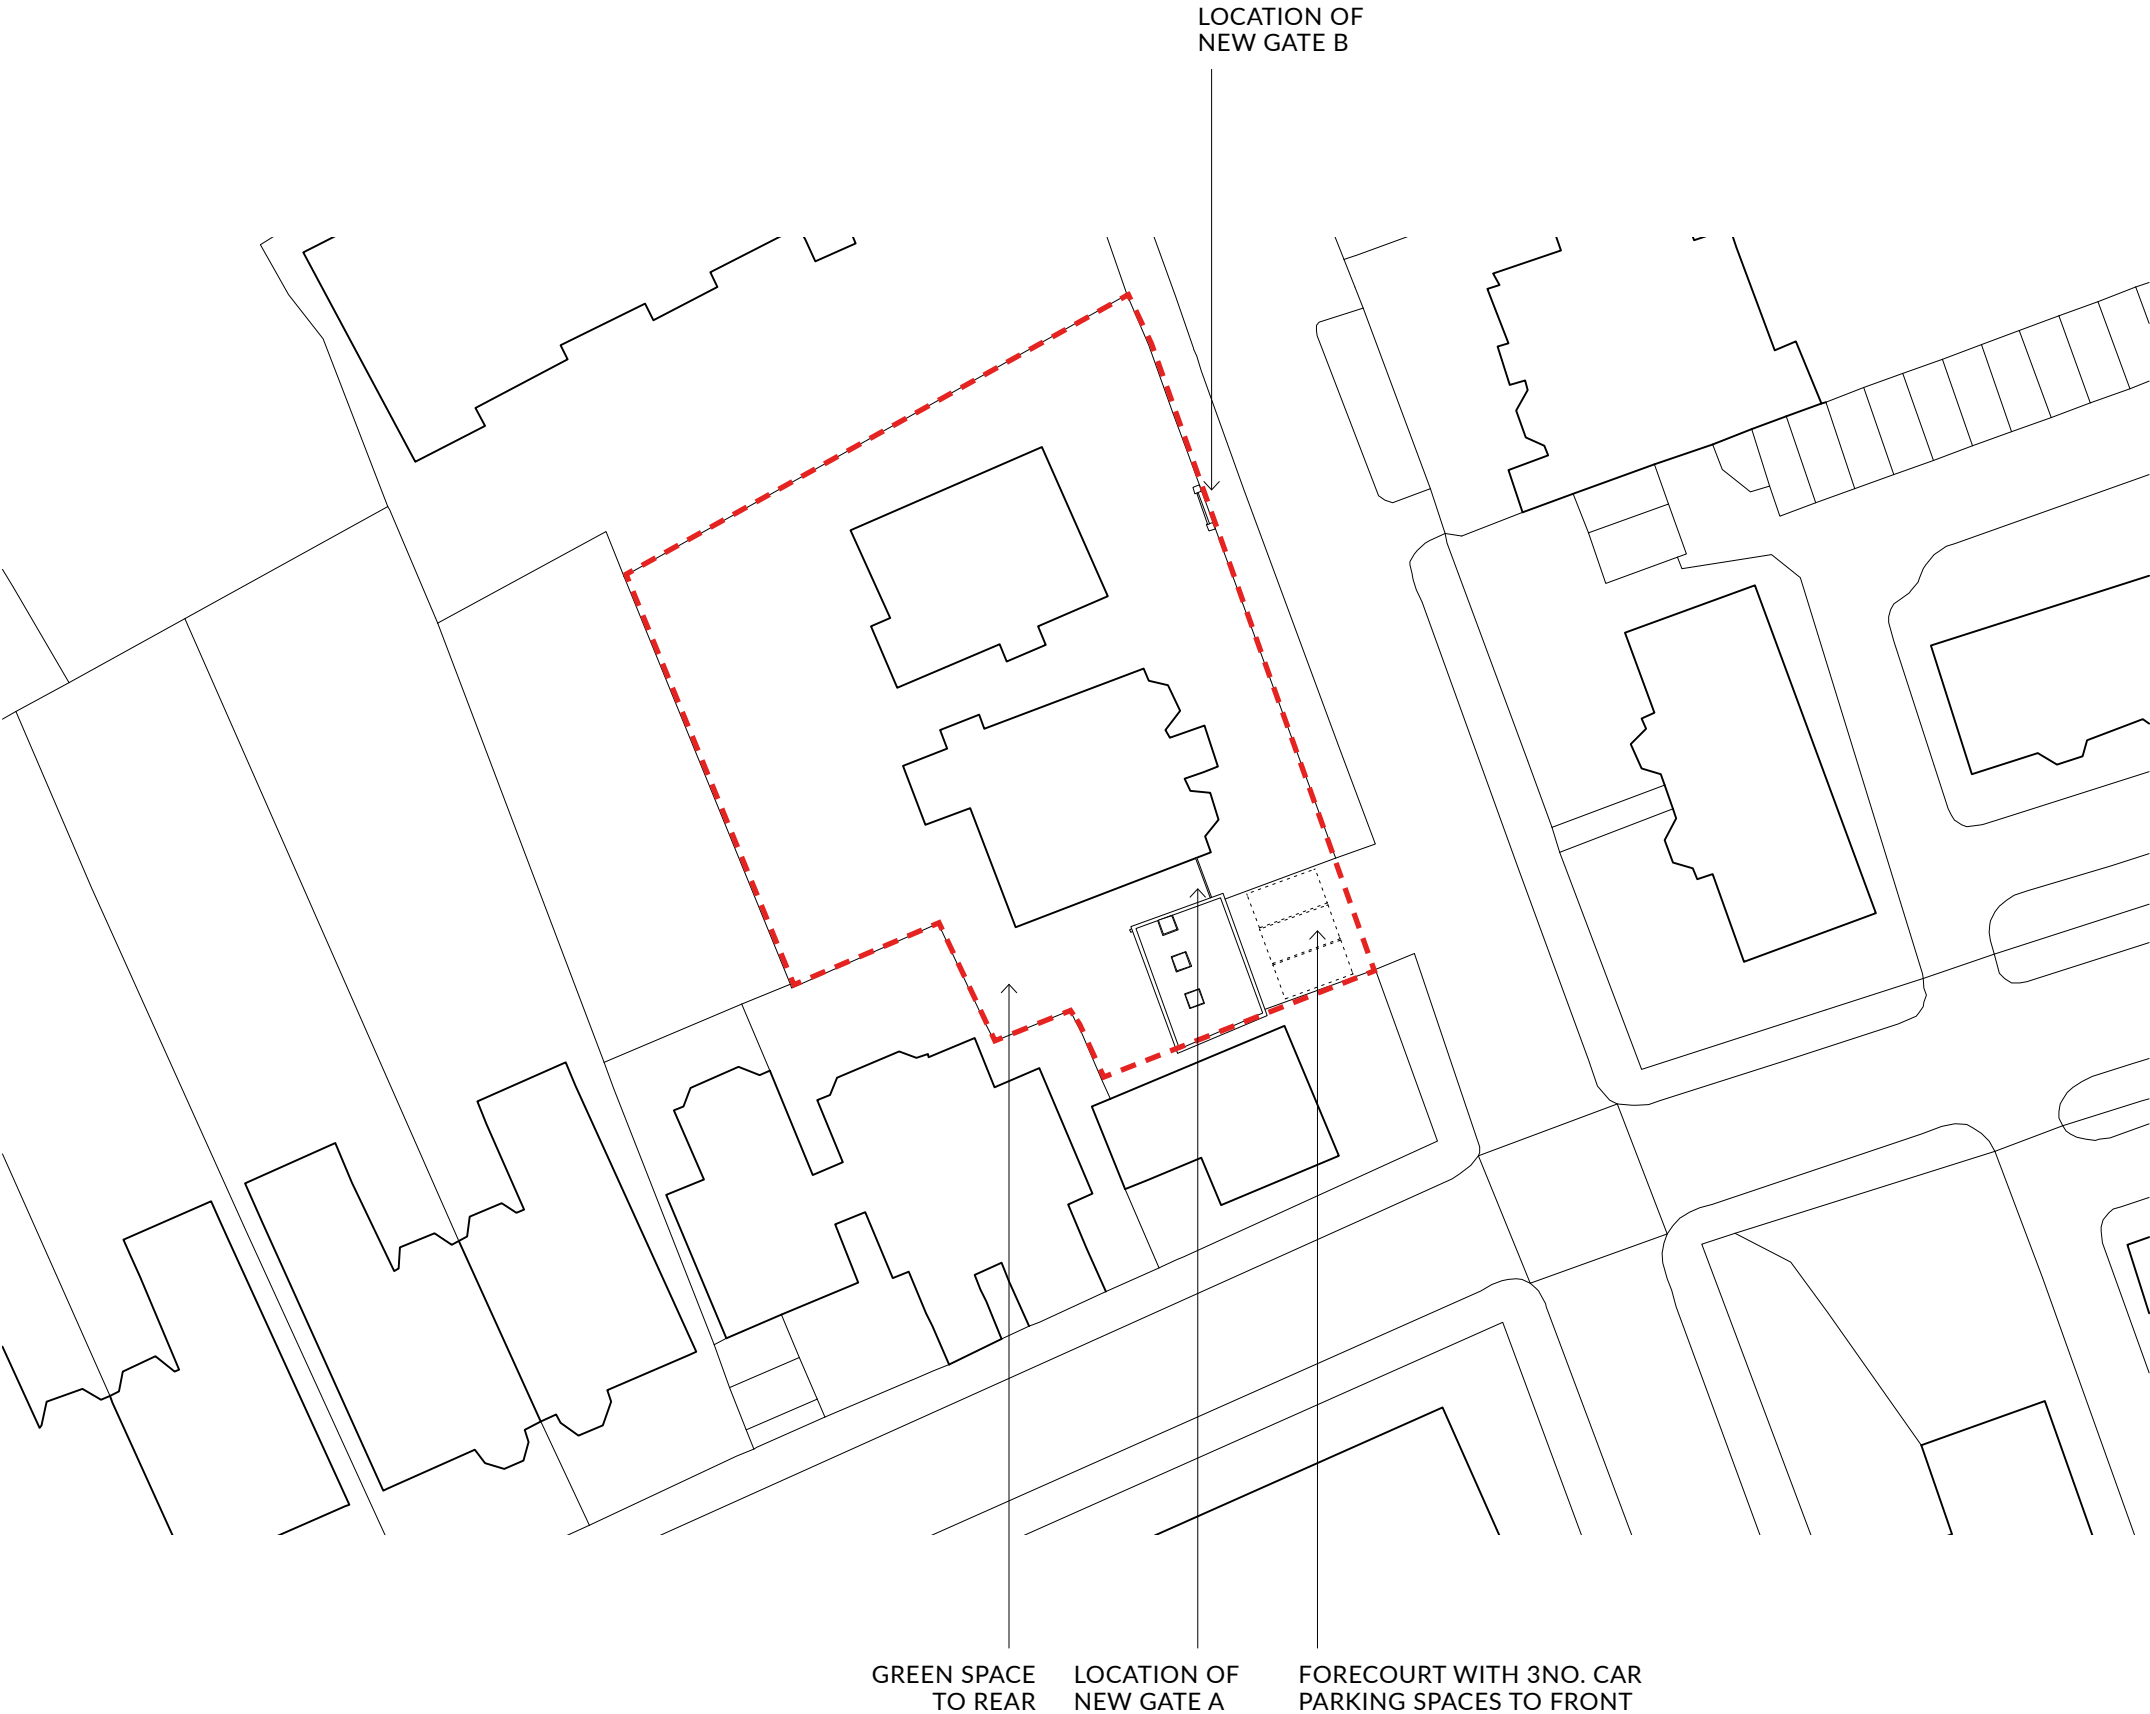 LOCATION OF
NEW GATE B
GREEN SPACE
TO REAR
LOCATION OF
NEW GATE A
FORECOURT WITH 3NO. CAR
PARKING SPACES TO FRONT